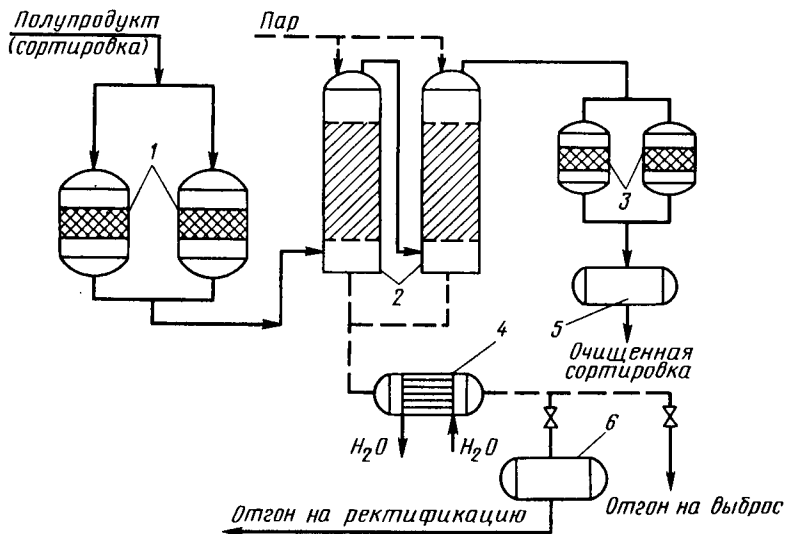 Полупродукт
(сортировка)
Пар
1
2
3
4
5
Очищенная
сортировка
H₂O
H₂O
6
Отгон на выброс
Отгон на ректификацию